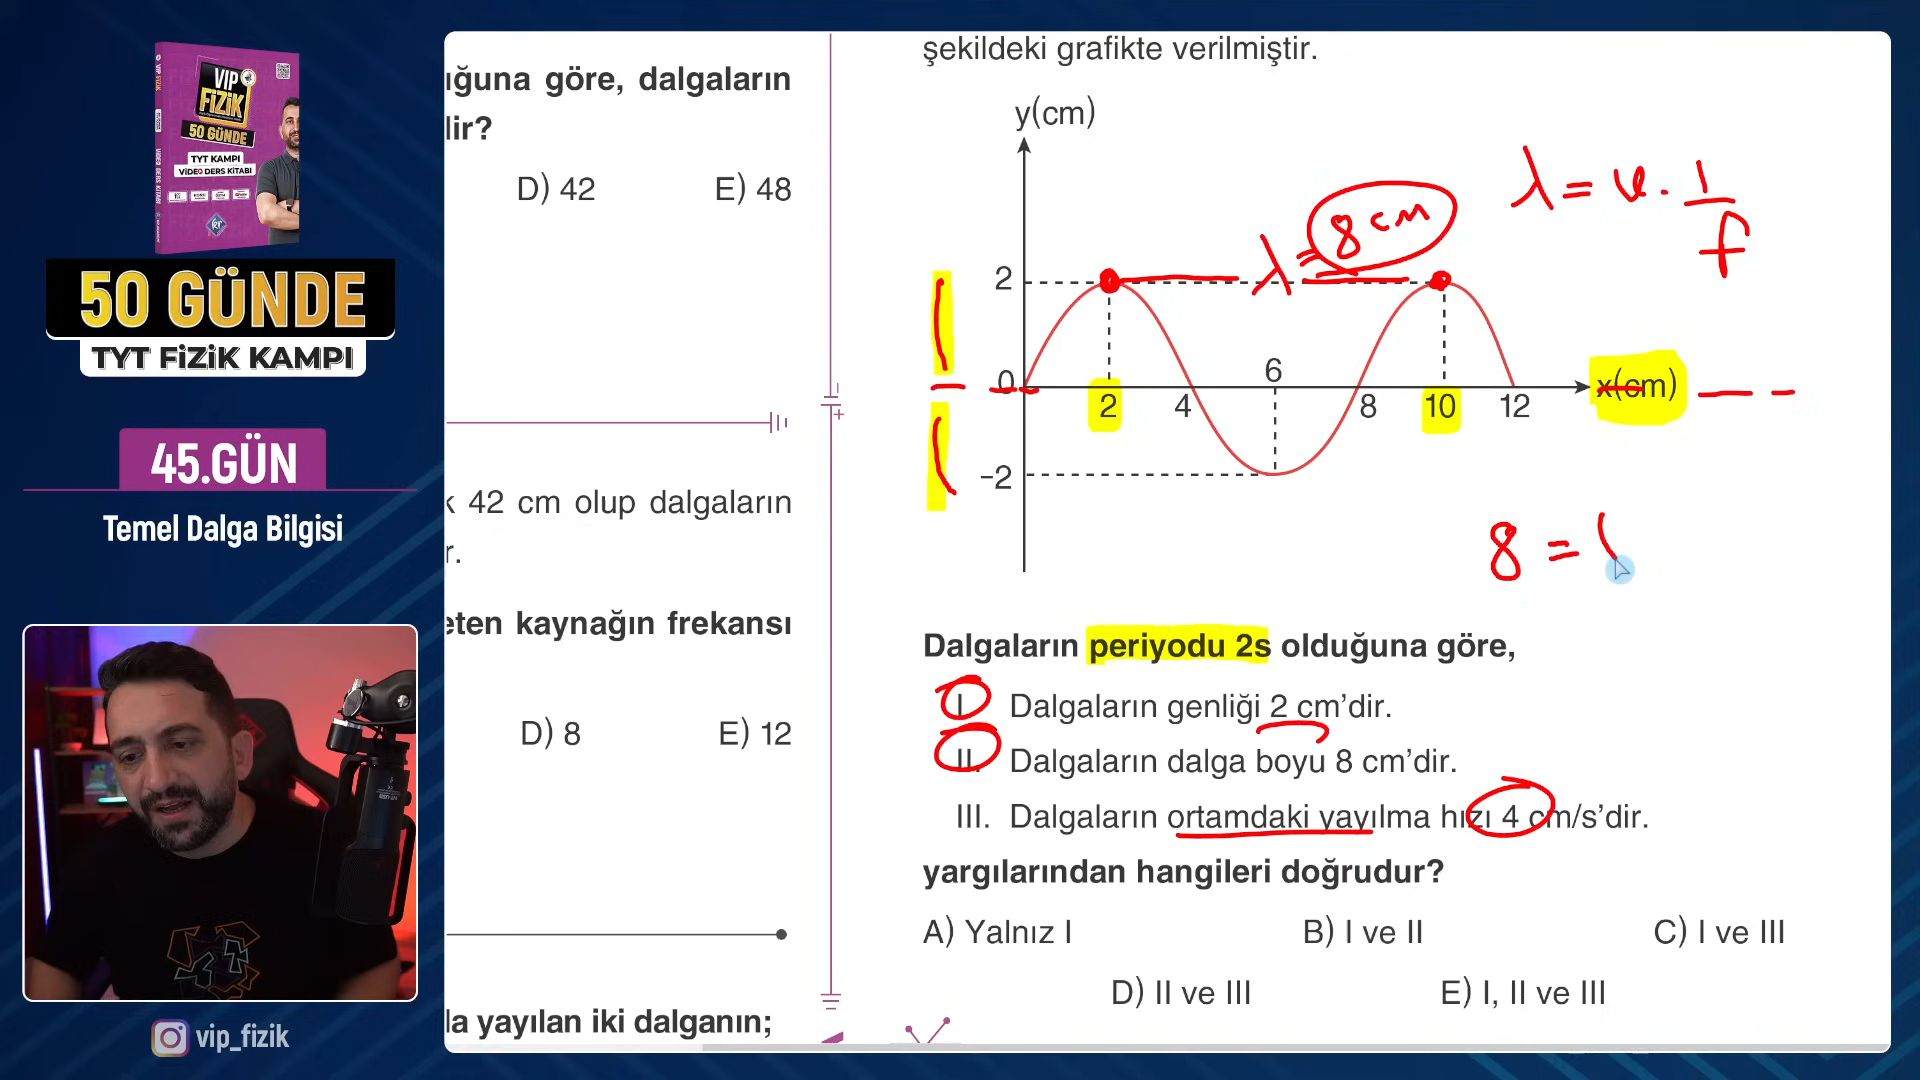 VIP
FİZİK
50 GÜNDE
TYT KAMPI
VİDEO DERS KİTABI
50 GÜNDE
TYT FİZİK KAMPI
45.GÜN
Temel Dalga Bilgisi
vip_fizik
ığuna göre, dalgaların
lir?
D) 42 E) 48
k 42 cm olup dalgaların
r.
eten kaynağın frekansı
D) 8 E) 12
la yayılan iki dalganın;
şekildeki grafikte verilmiştir.
y(cm)
λ = v . 1/f
λ = 8 cm
2
0 2 4 6 8 10 12 x(cm)
-2
8 =
Dalgaların periyodu 2s olduğuna göre,
I. Dalgaların genliği 2 cm’dir.
II. Dalgaların dalga boyu 8 cm’dir.
III. Dalgaların ortamdaki yayılma hızı 4 cm/s’dir.
yargılarından hangileri doğrudur?
A) Yalnız I B) I ve II C) I ve III
D) II ve III E) I, II ve III